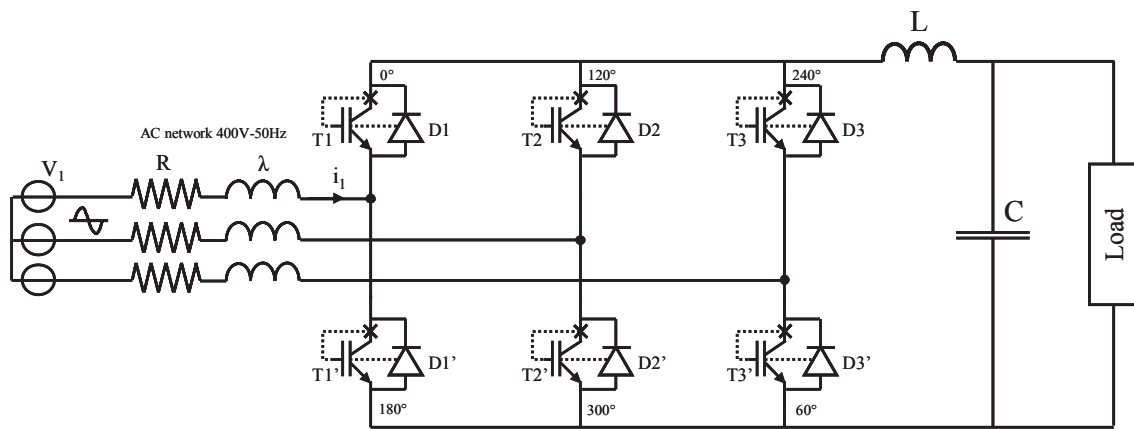 L
0° 120° 240°
T1 D1 T2 D2 T3 D3
AC network 400V-50Hz
V1 R λ i1
C
Load
T1' D1' T2' D2' T3' D3'
180° 300° 60°